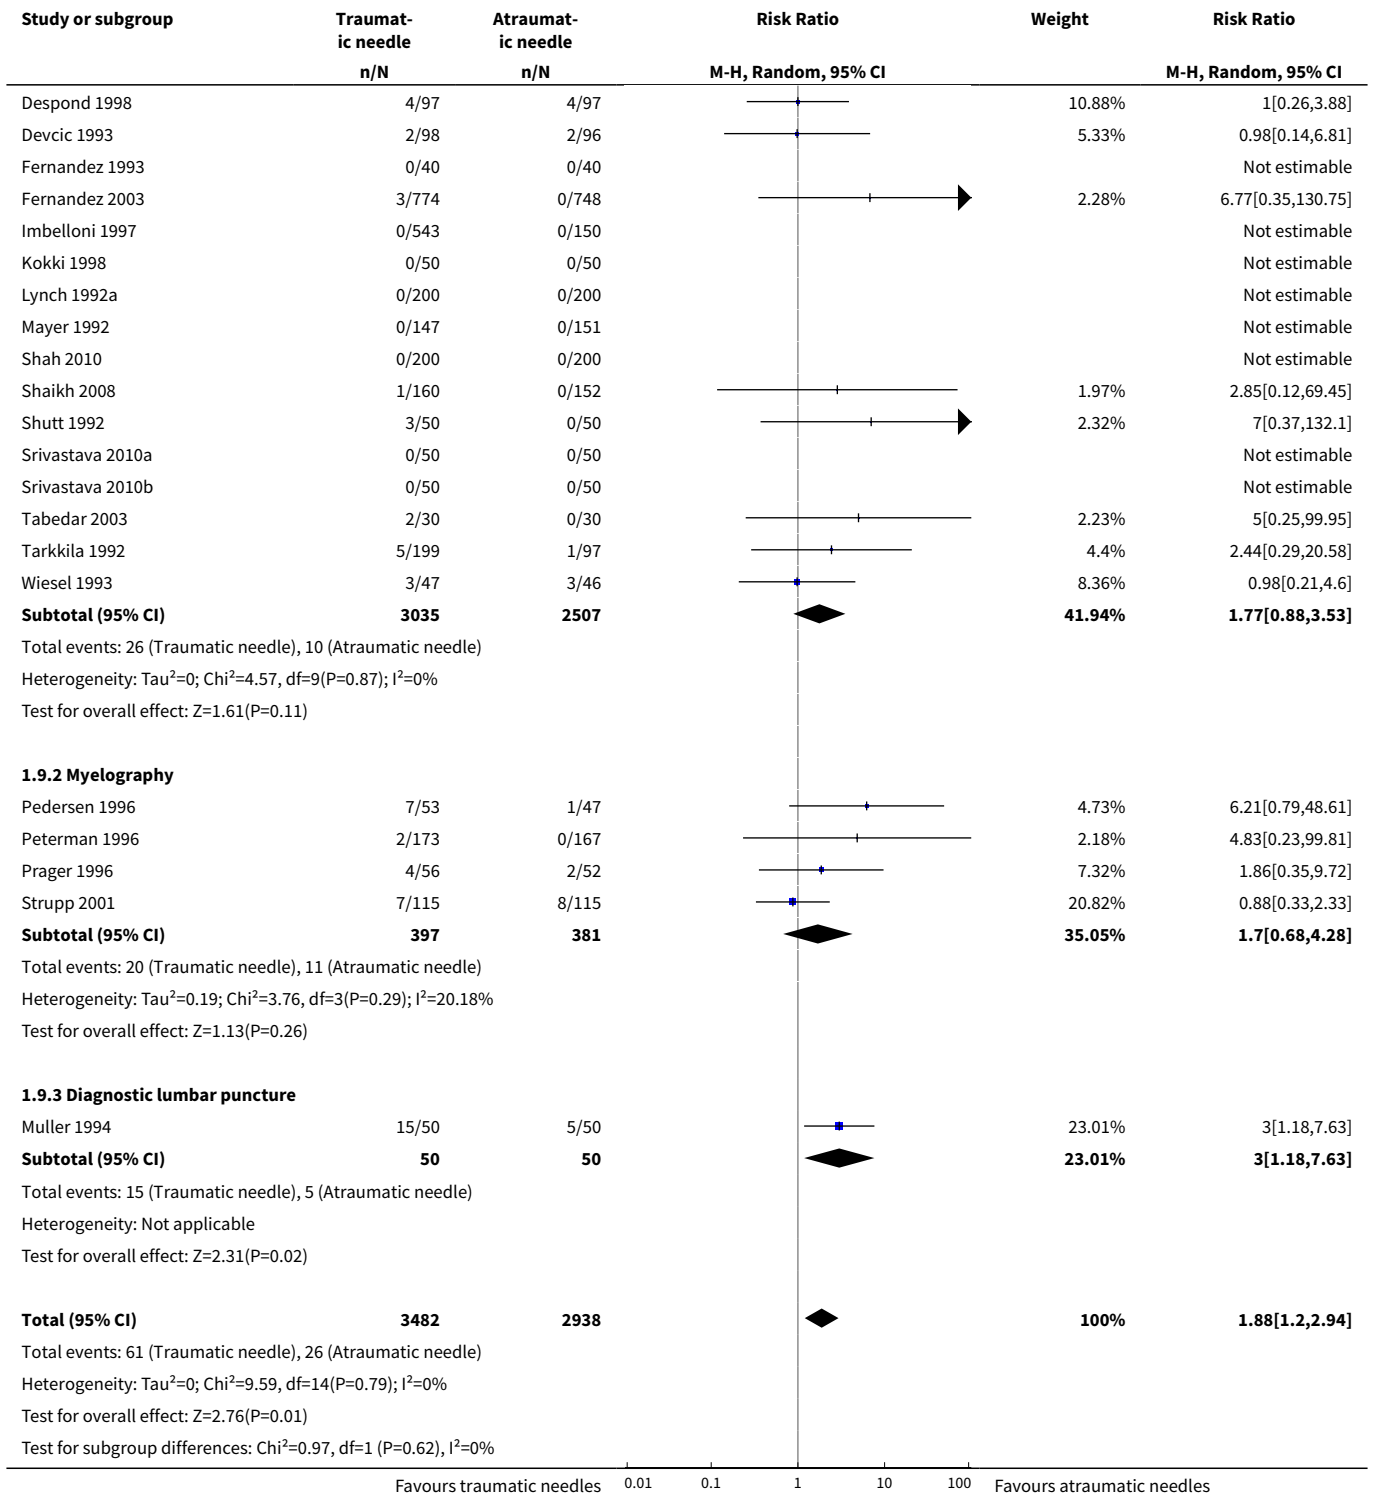 Study or subgroup Traumat- Atraumat- Risk Ratio Weight Risk Ratio
ic needle ic needle
n/N n/N M-H, Random, 95% CI M-H, Random, 95% CI
Despond 1998 4/97 4/97 10.88% 1[0.26,3.88]
Devcic 1993 2/98 2/96 5.33% 0.98[0.14,6.81]
Fernandez 1993 0/40 0/40 Not estimable
Fernandez 2003 3/774 0/748 2.28% 6.77[0.35,130.75]
Imbelloni 1997 0/543 0/150 Not estimable
Kokki 1998 0/50 0/50 Not estimable
Lynch 1992a 0/200 0/200 Not estimable
Mayer 1992 0/147 0/151 Not estimable
Shah 2010 0/200 0/200 Not estimable
Shaikh 2008 1/160 0/152 1.97% 2.85[0.12,69.45]
Shutt 1992 3/50 0/50 2.32% 7[0.37,132.1]
Srivastava 2010a 0/50 0/50 Not estimable
Srivastava 2010b 0/50 0/50 Not estimable
Tabedar 2003 2/30 0/30 2.23% 5[0.25,99.95]
Tarkkila 1992 5/199 1/97 4.4% 2.44[0.29,20.58]
Wiesel 1993 3/47 3/46 8.36% 0.98[0.21,4.6]
Subtotal (95% CI) 3035 2507 41.94% 1.77[0.88,3.53]
Total events: 26 (Traumatic needle), 10 (Atraumatic needle)
Heterogeneity: Tau²=0; Chi²=4.57, df=9(P=0.87); I²=0%
Test for overall effect: Z=1.61(P=0.11)
1.9.2 Myelography
Pedersen 1996 7/53 1/47 4.73% 6.21[0.79,48.61]
Peterman 1996 2/173 0/167 2.18% 4.83[0.23,99.81]
Prager 1996 4/56 2/52 7.32% 1.86[0.35,9.72]
Strupp 2001 7/115 8/115 20.82% 0.88[0.33,2.33]
Subtotal (95% CI) 397 381 35.05% 1.7[0.68,4.28]
Total events: 20 (Traumatic needle), 11 (Atraumatic needle)
Heterogeneity: Tau²=0.19; Chi²=3.76, df=3(P=0.29); I²=20.18%
Test for overall effect: Z=1.13(P=0.26)
1.9.3 Diagnostic lumbar puncture
Muller 1994 15/50 5/50 23.01% 3[1.18,7.63]
Subtotal (95% CI) 50 50 23.01% 3[1.18,7.63]
Total events: 15 (Traumatic needle), 5 (Atraumatic needle)
Heterogeneity: Not applicable
Test for overall effect: Z=2.31(P=0.02)
Total (95% CI) 3482 2938 100% 1.88[1.2,2.94]
Total events: 61 (Traumatic needle), 26 (Atraumatic needle)
Heterogeneity: Tau²=0; Chi²=9.59, df=14(P=0.79); I²=0%
Test for overall effect: Z=2.76(P=0.01)
Test for subgroup differences: Chi²=0.97, df=1 (P=0.62), I²=0%
Favours traumatic needles 0.01 0.1 1 10 100 Favours atraumatic needles